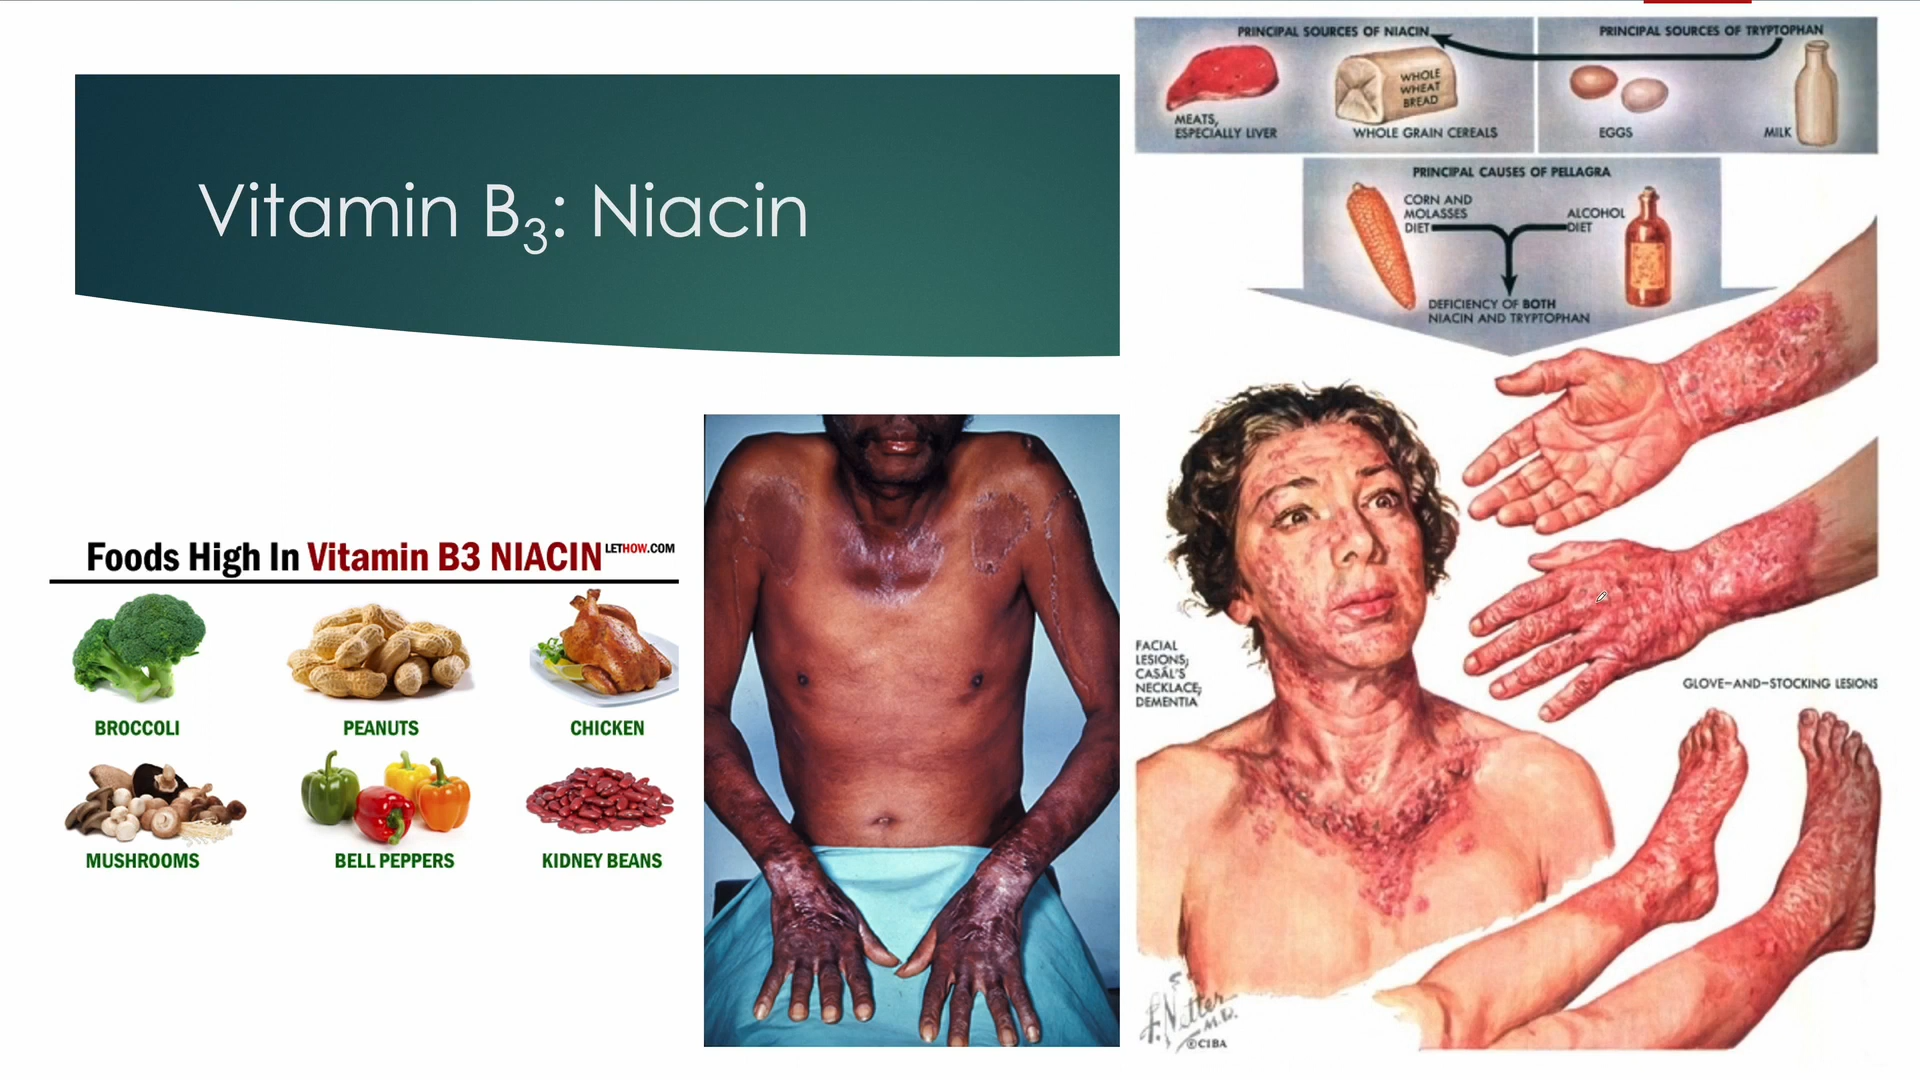 Vitamin B₃: Niacin
Foods High In Vitamin B3 NIACIN LETHOW.COM
BROCCOLI
PEANUTS
CHICKEN
MUSHROOMS
BELL PEPPERS
KIDNEY BEANS
PRINCIPAL SOURCES OF NIACIN
PRINCIPAL SOURCES OF TRYPTOPHAN
WHOLE
WHEAT
BREAD
MEATS,
ESPECIALLY LIVER
WHOLE GRAIN CEREALS
EGGS
MILK
PRINCIPAL CAUSES OF PELLAGRA
CORN AND
MOLASSES
DIET
ALCOHOL
DIET
DEFICIENCY OF BOTH
NIACIN AND TRYPTOPHAN
FACIAL
LESIONS;
CASÁL'S
NECKLACE;
DEMENTIA
GLOVE-AND-STOCKING LESIONS
F. Netter
M.D.
©CIBA